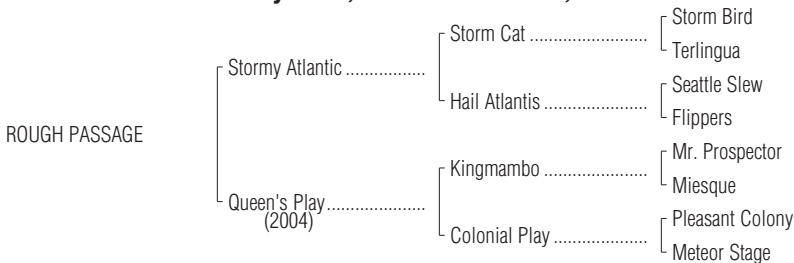 Storm Bird
Storm Cat ....................
Terlingua
Stormy Atlantic .................
Seattle Slew
Hail Atlantis ..................
Flippers
ROUGH PASSAGE
Mr. Prospector
Kingmambo ..................
Miesque
Queen's Play .....................
(2004)
Pleasant Colony
Colonial Play ................
Meteor Stage